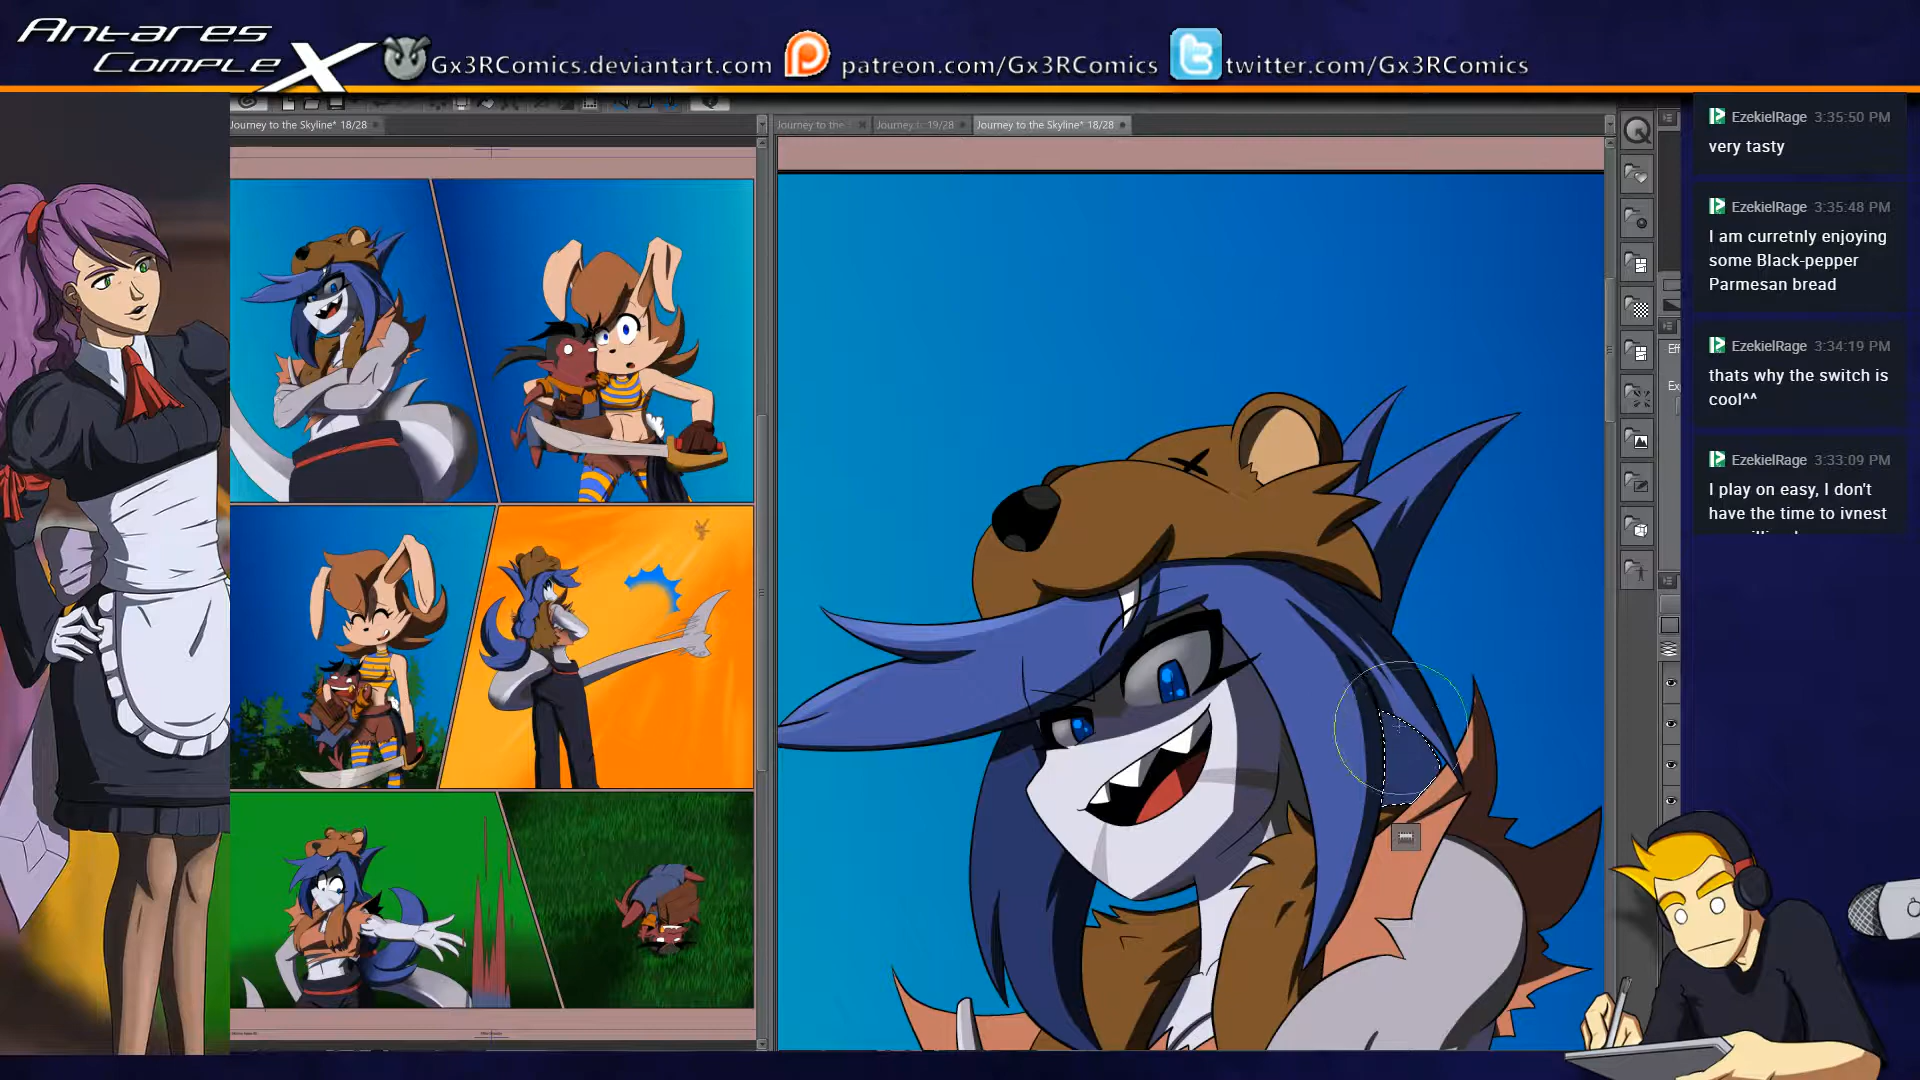 Antares
Complex
Gx3RComics.deviantart.com
patreon.com/Gx3RComics
twitter.com/Gx3RComics
Journey to the Skyline* 18/28
Journey to the
19/28
Journey to the Skyline* 18/28
EzekielRage 3:35:50 PM
very tasty
EzekielRage 3:35:48 PM
I am curretnly enjoying
some Black-pepper
Parmesan bread
EzekielRage 3:34:19 PM
thats why the switch is
cool^^
EzekielRage 3:33:09 PM
I play on easy, I don't
have the time to ivnest